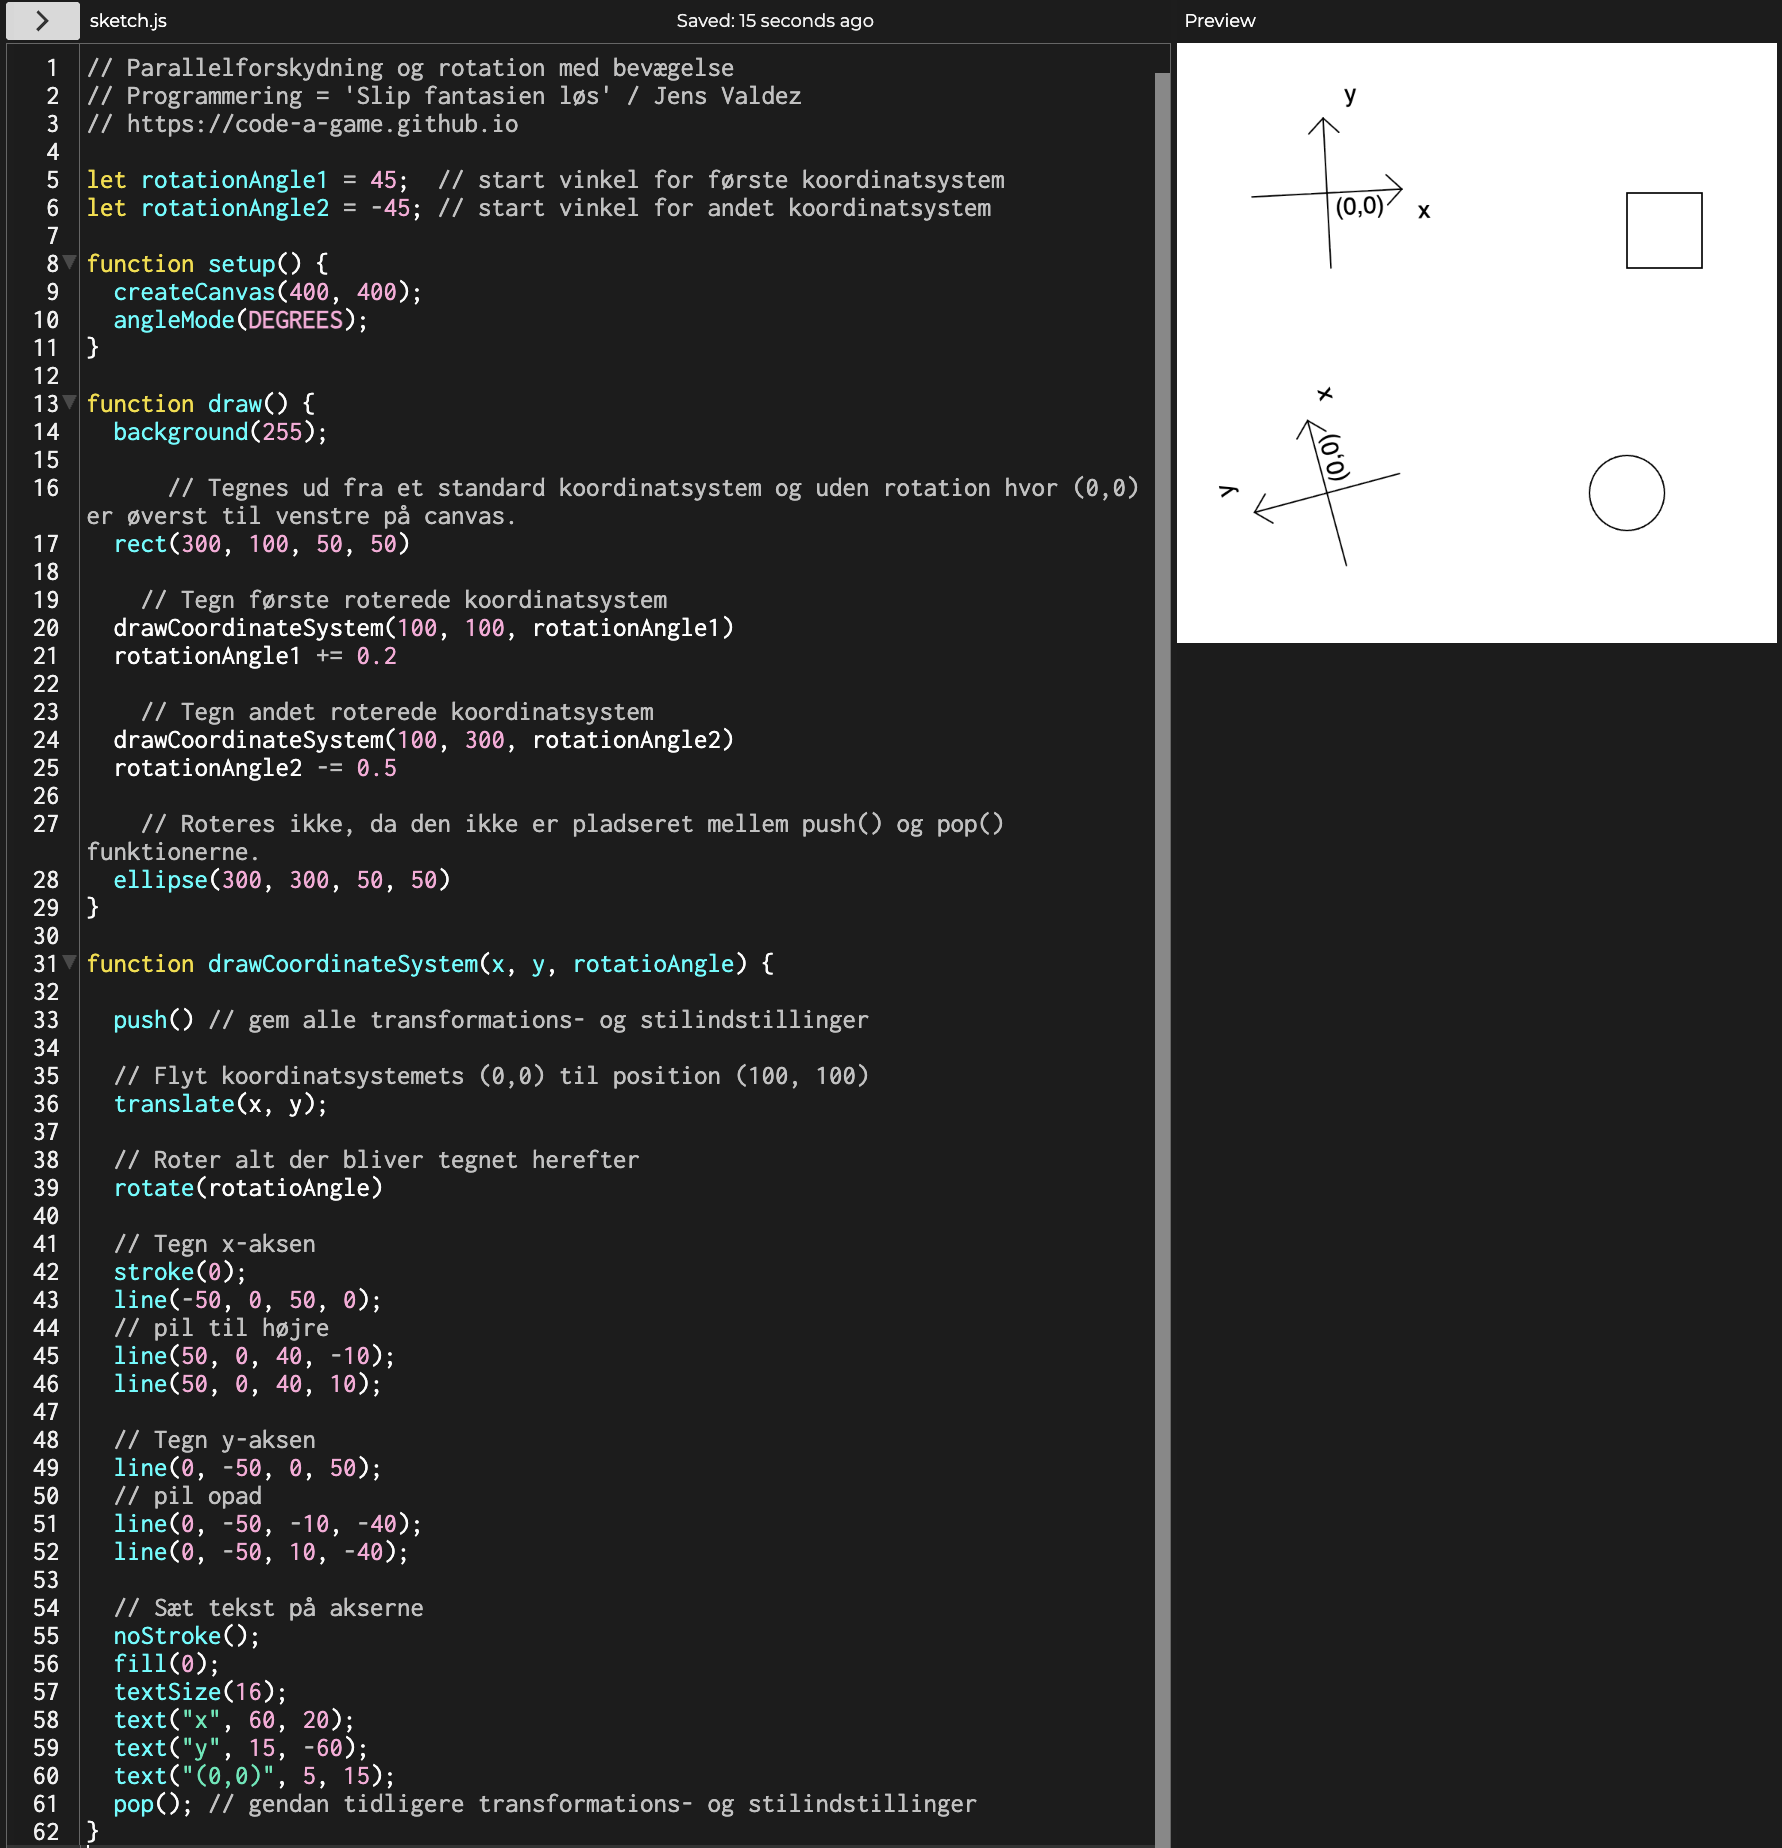 sketch.js
Saved: 15 seconds ago
Preview
1 // Parallelforskydning og rotation med bevægelse
2 // Programmering = 'Slip fantasien løs' / Jens Valdez
3 // https://code-a-game.github.io
4
5 let rotationAngle1 = 45;  // start vinkel for første koordinatsystem
6 let rotationAngle2 = -45; // start vinkel for andet koordinatsystem
7
8 function setup() {
9   createCanvas(400, 400);
10   angleMode(DEGREES);
11 }
12
13 function draw() {
14   background(255);
15
16       // Tegnes ud fra et standard koordinatsystem og uden rotation hvor (0,0)
er øverst til venstre på canvas.
17   rect(300, 100, 50, 50)
18
19     // Tegn første roterede koordinatsystem
20   drawCoordinateSystem(100, 100, rotationAngle1)
21   rotationAngle1 += 0.2
22
23     // Tegn andet roterede koordinatsystem
24   drawCoordinateSystem(100, 300, rotationAngle2)
25   rotationAngle2 -= 0.5
26
27     // Roteres ikke, da den ikke er pladseret mellem push() og pop()
funktionerne.
28   ellipse(300, 300, 50, 50)
29 }
30
31 function drawCoordinateSystem(x, y, rotatioAngle) {
32
33   push() // gem alle transformations- og stilindstillinger
34
35   // Flyt koordinatsystemets (0,0) til position (100, 100)
36   translate(x, y);
37
38   // Roter alt der bliver tegnet herefter
39   rotate(rotatioAngle)
40
41   // Tegn x-aksen
42   stroke(0);
43   line(-50, 0, 50, 0);
44   // pil til højre
45   line(50, 0, 40, -10);
46   line(50, 0, 40, 10);
47
48   // Tegn y-aksen
49   line(0, -50, 0, 50);
50   // pil opad
51   line(0, -50, -10, -40);
52   line(0, -50, 10, -40);
53
54   // Sæt tekst på akserne
55   noStroke();
56   fill(0);
57   textSize(16);
58   text("x", 60, 20);
59   text("y", 15, -60);
60   text("(0,0)", 5, 15);
61   pop(); // gendan tidligere transformations- og stilindstillinger
62 }
y
(0,0)
x
x
(0,0)
y